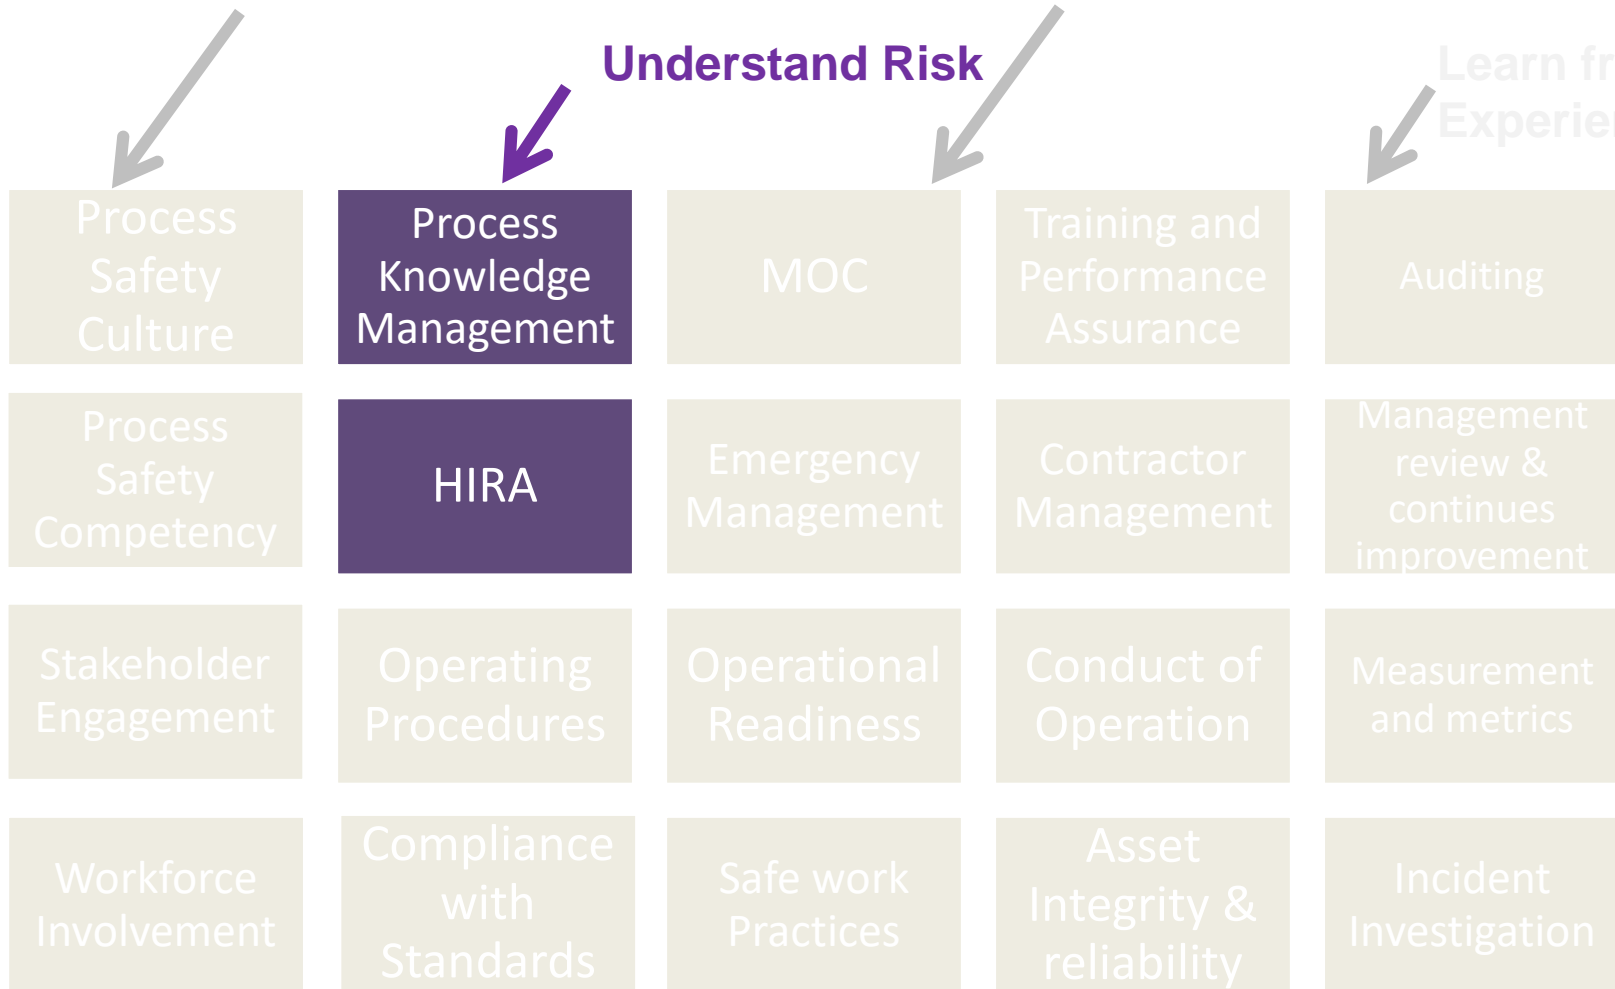 Understand Risk
Learn fr
Experie
Process
Safety
Culture
Process
Knowledge
Management
MOC
Training and
Performance
Assurance
Auditing
Process
Safety
Competency
HIRA
Emergency
Management
Contractor
Management
Management
review &
continues
improvement
Stakeholder
Engagement
Operating
Procedures
Operational
Readiness
Conduct of
Operation
Measurement
and metrics
Workforce
Involvement
Compliance
with
Standards
Safe work
Practices
Asset
Integrity &
reliability
Incident
Investigation